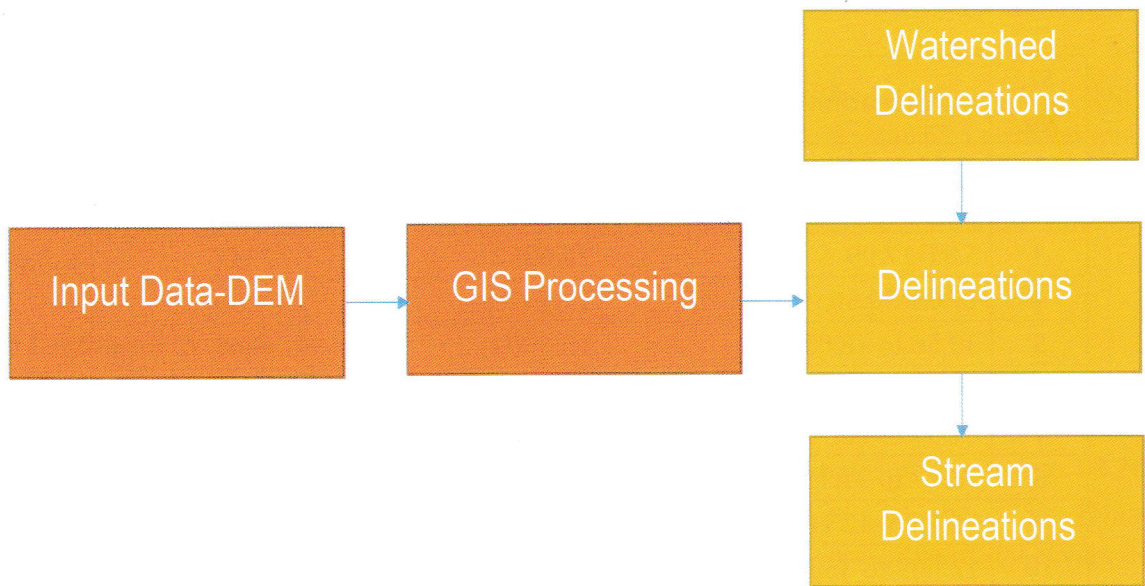 Watershed
Delineations
Input Data-DEM
GIS Processing
Delineations
Stream
Delineations